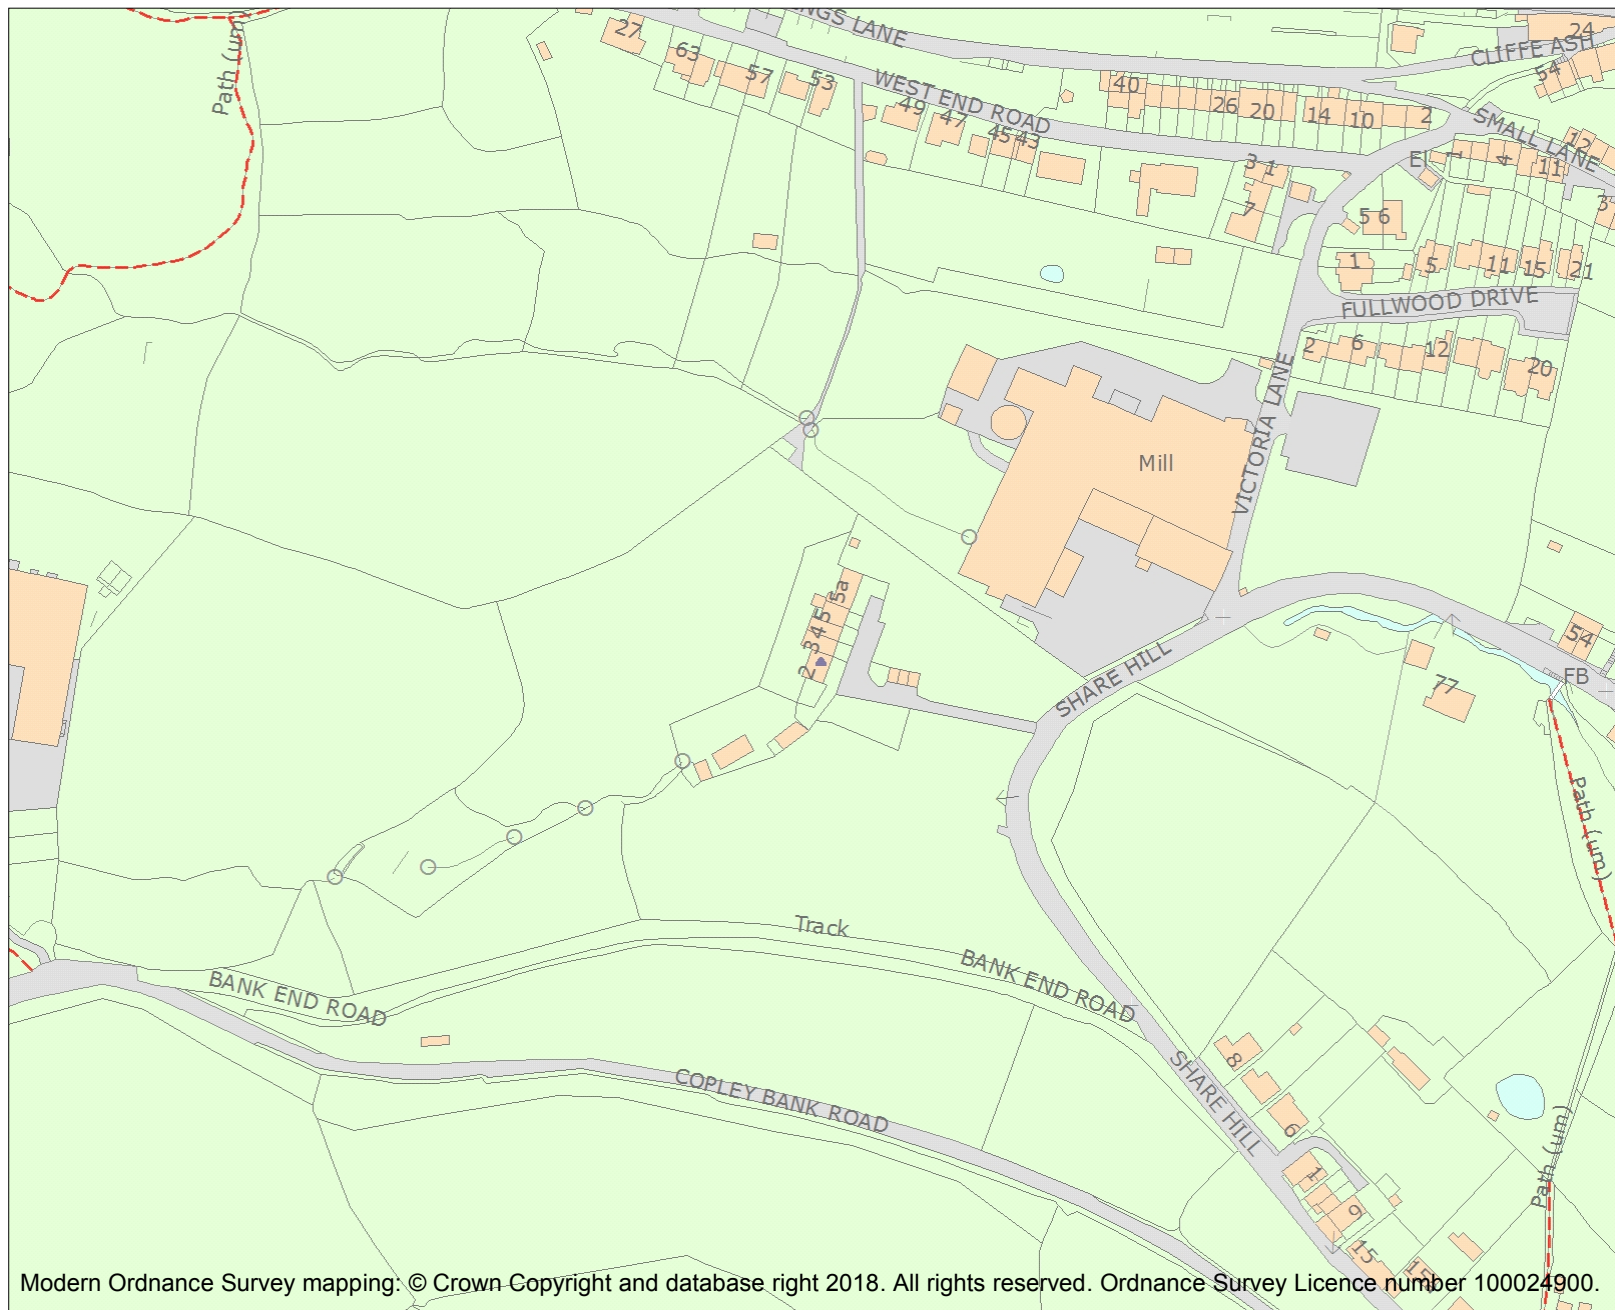 Path (um)
27
63
57
53
NGS LANE
WEST END ROAD
49
47
45
43
40
26
20
14
10
2
CLIFFE ASH
24
54
SMALL LANE
El
1
4
11
12
3
3 1
7
5 6
1
5
11
15
21
FULLWOOD DRIVE
2
6
12
20
VICTORIA LANE
Mill
5a
5
4
3
2
SHARE HILL
54
FB
77
Path (um)
Track
BANK END ROAD
BANK END ROAD
COPLEY BANK ROAD
SHARE HILL
8
6
1
9
15
Path (um)
Modern Ordnance Survey mapping: © Crown Copyright and database right 2018. All rights reserved. Ordnance Survey Licence number 100024900.